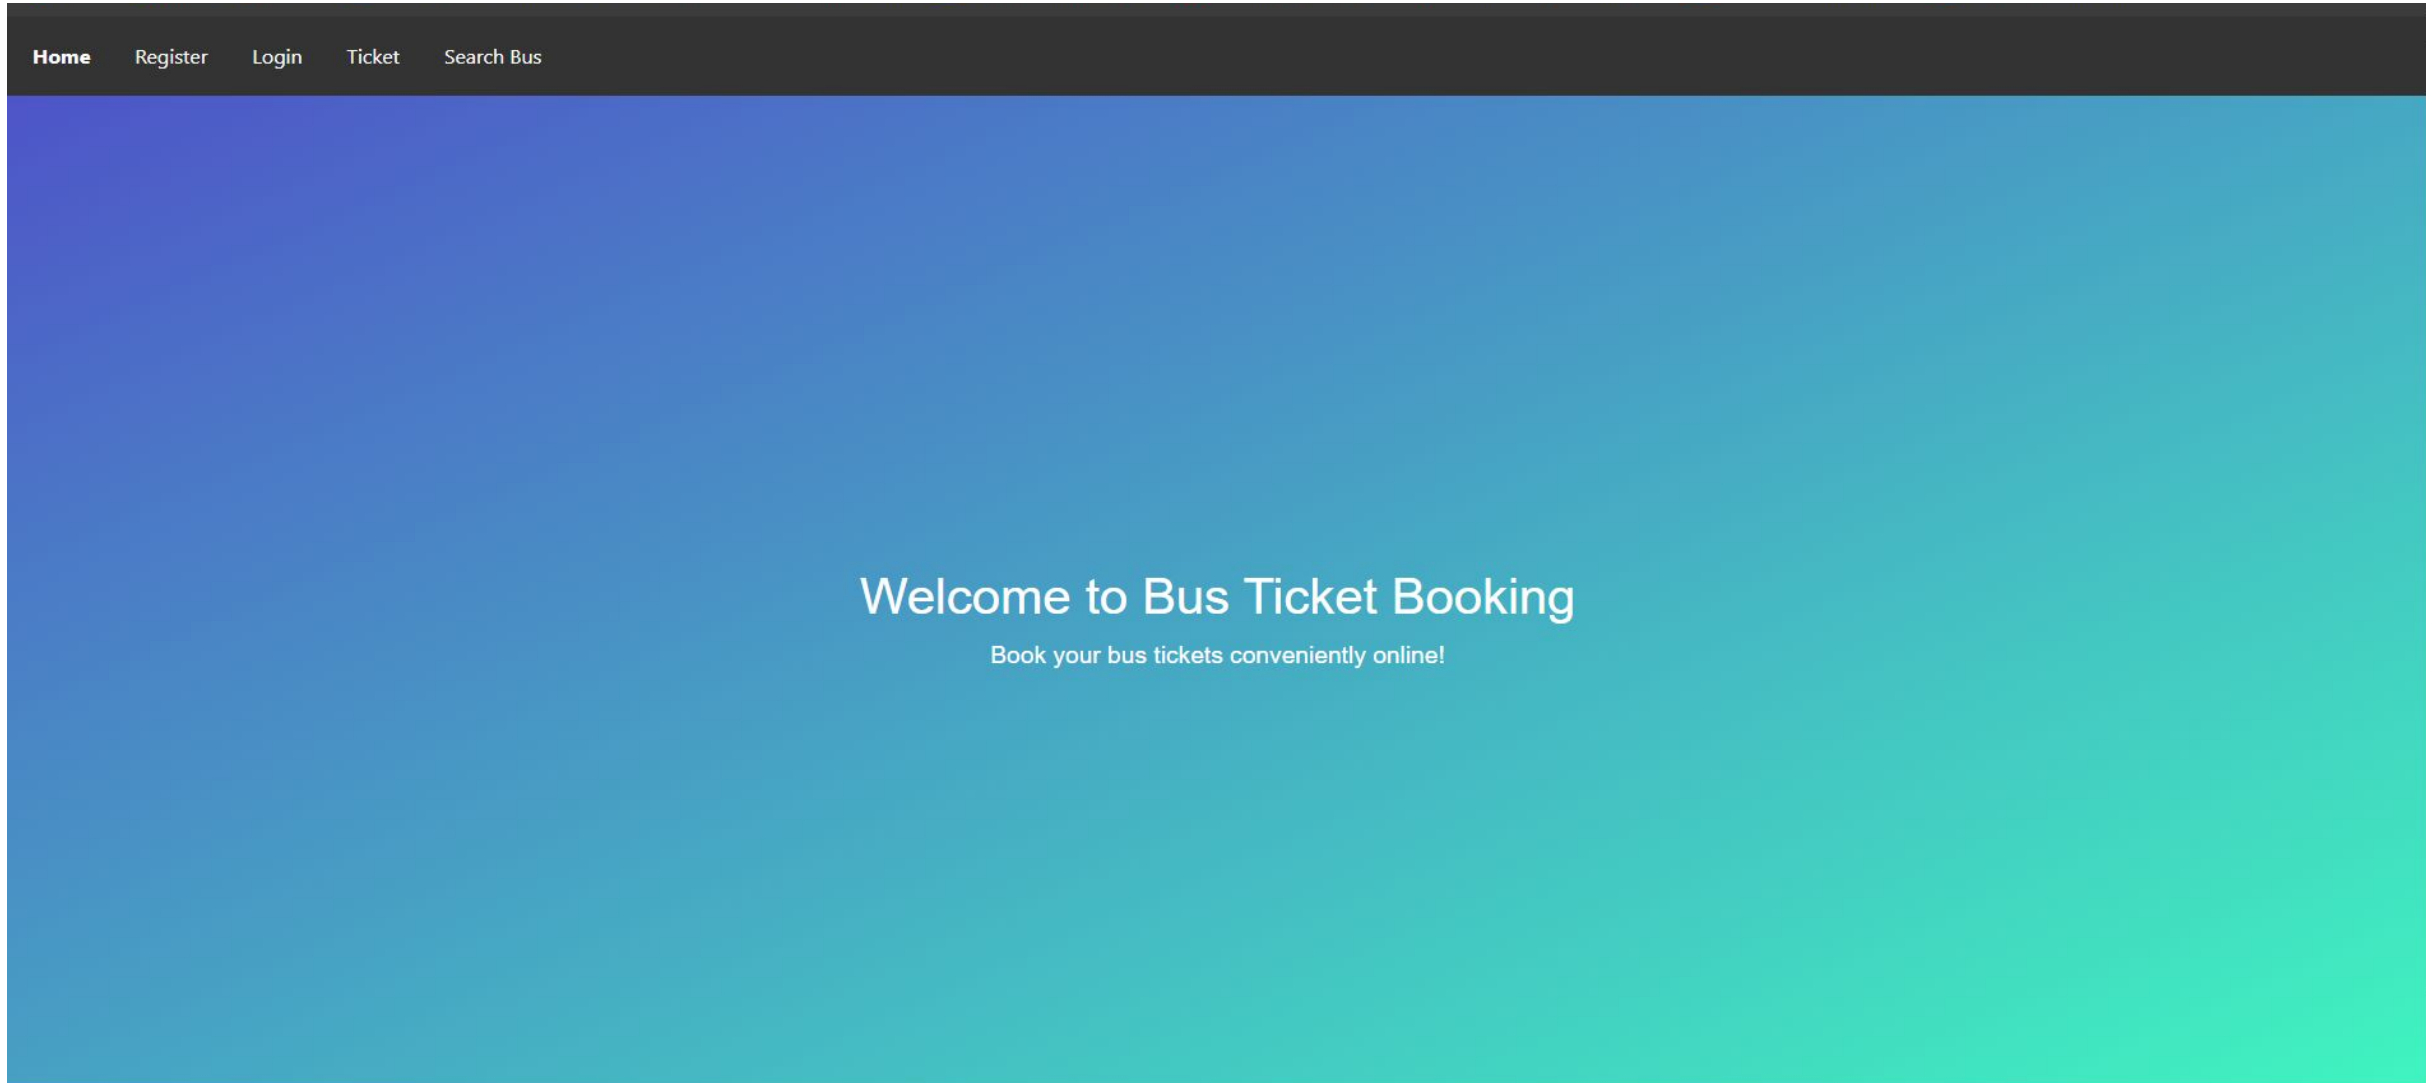 Home Register Login Ticket Search Bus
Welcome to Bus Ticket Booking
Book your bus tickets conveniently online!